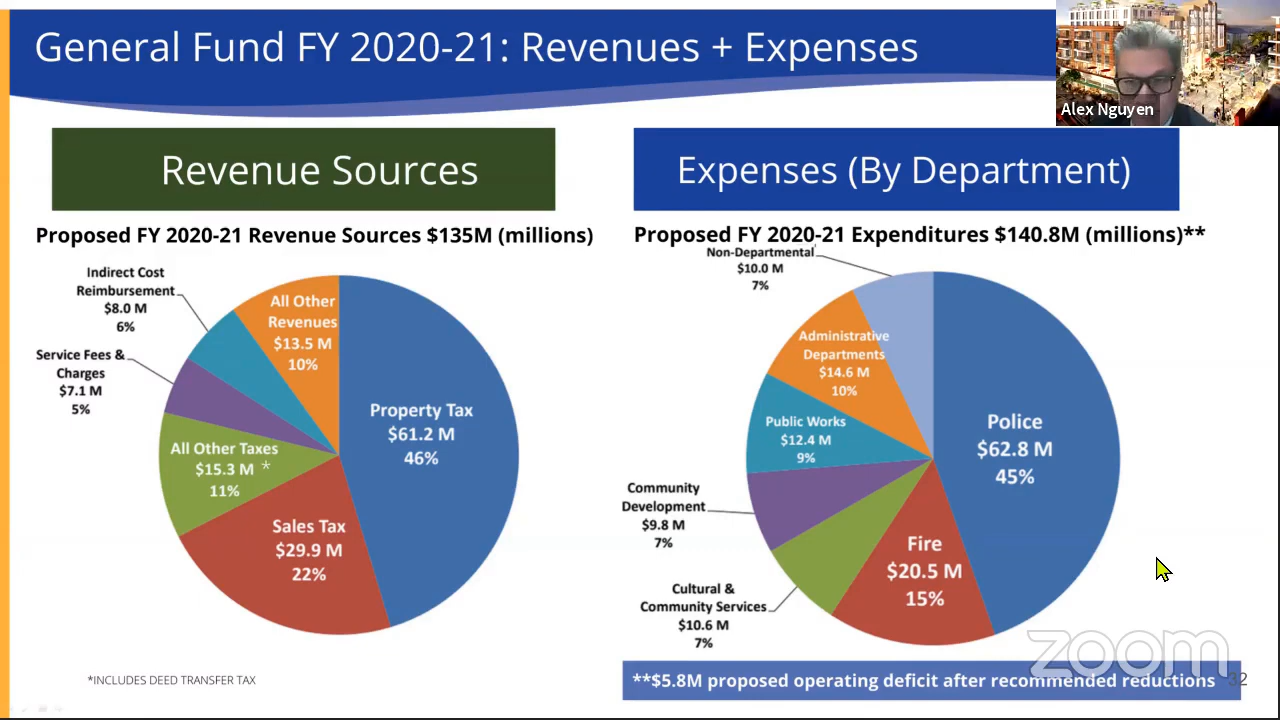 General Fund FY 2020-21: Revenues + Expenses
Alex Nguyen
Revenue Sources
Proposed FY 2020-21 Revenue Sources $135M (millions)
Indirect Cost
Reimbursement
$8.0 M
6%
All Other
Revenues
$13.5 M
10%
Service Fees &
Charges
$7.1 M
5%
Property Tax
$61.2 M
46%
All Other Taxes
$15.3 M *
11%
Sales Tax
$29.9 M
22%
*INCLUDES DEED TRANSFER TAX
Expenses (By Department)
Proposed FY 2020-21 Expenditures $140.8M (millions)**
Non-Departmental
$10.0 M
7%
Administrative
Departments
$14.6 M
10%
Public Works
$12.4 M
9%
Police
$62.8 M
45%
Community
Development
$9.8 M
7%
Fire
$20.5 M
15%
Cultural &
Community Services
$10.6 M
7%
zoom
**$5.8M proposed operating deficit after recommended reductions
32